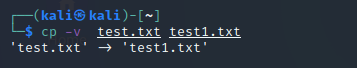 ┌──(kali㉿kali)-[~]
└─$ cp -v  test.txt test1.txt
'test.txt' -> 'test1.txt'